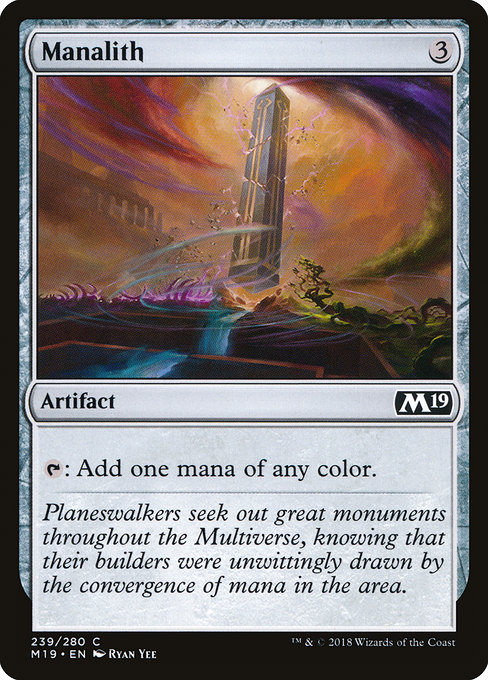 Manalith 3
Artifact M19
: Add one mana of any color.
Planeswalkers seek out great monuments
throughout the Multiverse, knowing that
their builders were unwittingly drawn by
the convergence of mana in the area.
239/280 C ™ & © 2018 Wizards of the Coast
M19 • EN Ryan Yee